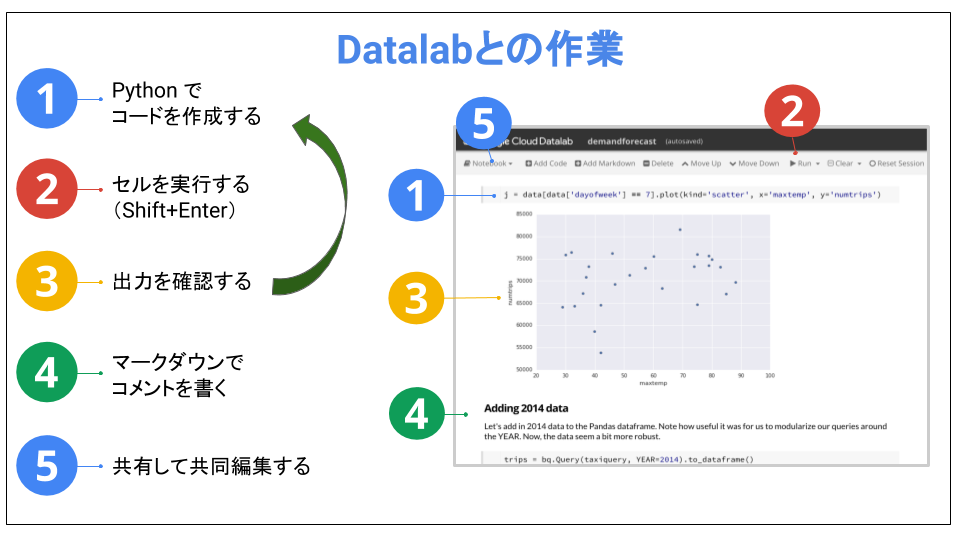 Datalabとの作業
1
Python で
コードを作成する
2
セルを実行する
（Shift+Enter）
3
出力を確認する
4
マークダウンで
コメントを書く
5
共有して共同編集する
5
2
Cloud Datalab demandforecast (autosaved)
Notebook Add Code Add Markdown Delete Move Up Move Down Run Clear Reset Session
1
j = data[data['dayofweek'] == 7].plot(kind='scatter', x='maxtemp', y='numtrips')
85000
80000
75000
70000
65000
60000
55000
50000
numtrips
20 30 40 50 60 70 80 90 100
maxtemp
3
4
Adding 2014 data
Let's add in 2014 data to the Pandas dataframe. Note how useful it was for us to modularize our queries around
the YEAR. Now, the data seem a bit more robust.
trips = bq.Query(taxiquery, YEAR=2014).to_dataframe()